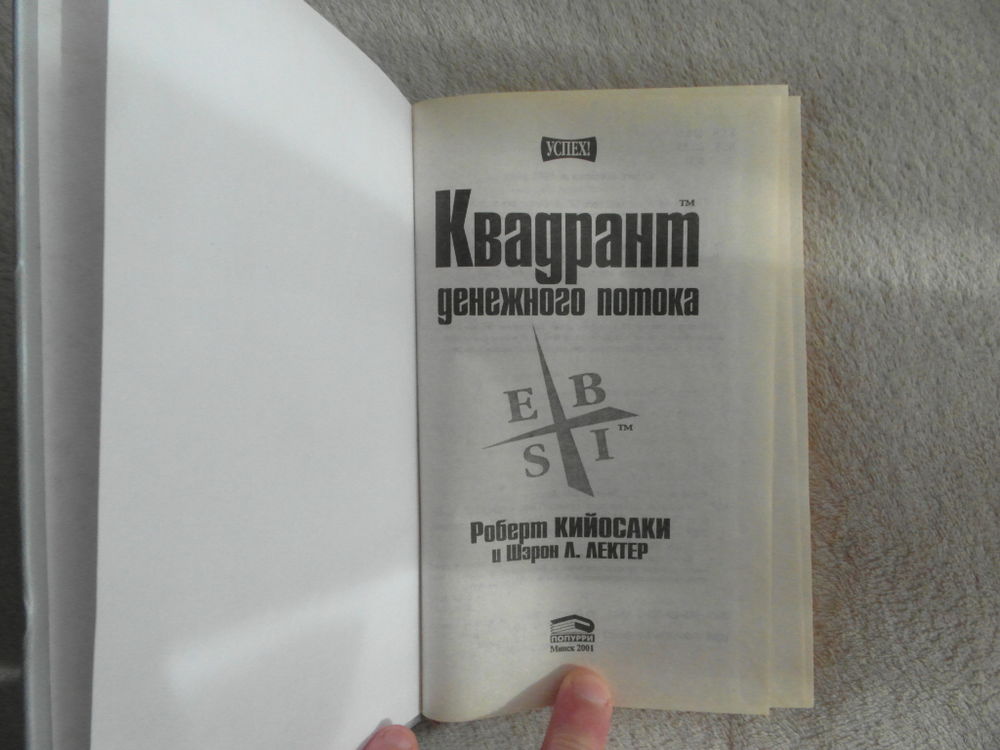 УСПЕХ!
Квадрант™
денежного потока
E B
S I™
Роберт КИЙОСАКИ
и Шэрон Л. ЛЕКТЕР
ПОПУРРИ
Минск 2001